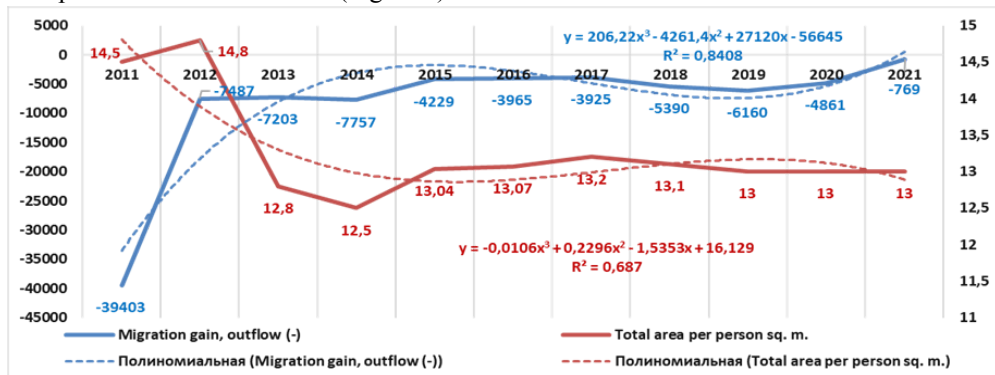 5000
0
-5000
-10000
-15000
-20000
-25000
-30000
-35000
-40000
-45000
15
14,5
14
13,5
13
12,5
12
11,5
11
2011 2012 2013 2014 2015 2016 2017 2018 2019 2020 2021
14,5 14,8 12,8 12,5 13,04 13,07 13,2 13,1 13 13 13
-39403 -7487 -7203 -7757 -4229 -3965 -3925 -5390 -6160 -4861 -769
y = 206,22x³ - 4261,4x² + 27120x - 56645
R² = 0,8408
y = -0,0106x³ + 0,2296x² - 1,5353x + 16,129
R² = 0,687
Migration gain, outflow (-)
Total area per person sq. m.
Полиномиальная (Migration gain, outflow (-))
Полиномиальная (Total area per person sq. m.)